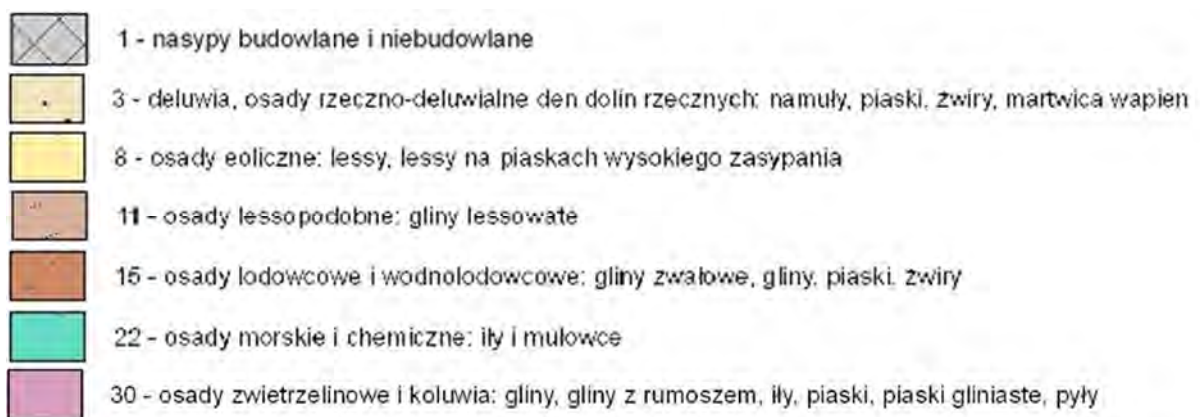 1 - nasypy budowlane i niebudowlane
3 - deluwia, osady rzeczno-deluwialne den dolin rzecznych: namuły, piaski, żwiry, martwica wapien
8 - osady eoliczne: lessy, lessy na piaskach wysokiego zasypania
11 - osady lessopodobne: gliny lessowate
15 - osady lodowcowe i wodnolodowcowe: gliny zwałowe, gliny, piaski, żwiry
22 - osady morskie i chemiczne: iły i mułowce
30 - osady zwietrzelinowe i koluwia: gliny, gliny z rumoszem, iły, piaski, piaski gliniaste, pyły